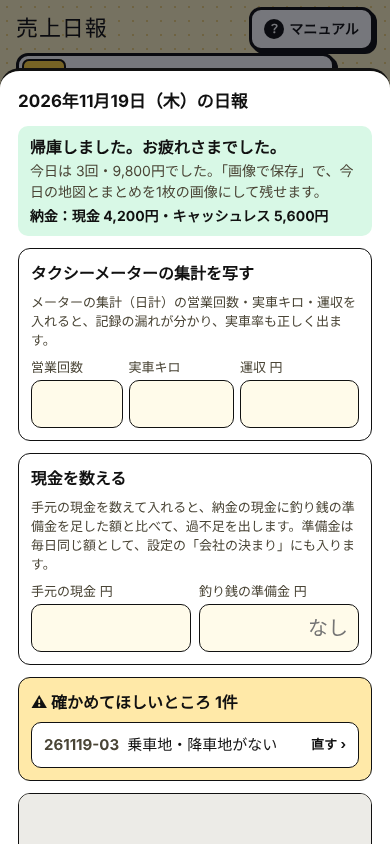 売上日報
? マニュアル
2026年11月19日（木）の日報
帰庫しました。お疲れさまでした。
今日は 3回・9,800円でした。「画像で保存」で、今
日の地図とまとめを1枚の画像にして残せます。
納金：現金 4,200円・キャッシュレス 5,600円
タクシーメーターの集計を写す
メーターの集計（日計）の営業回数・実車キロ・運収を
入れると、記録の漏れが分かり、実車率も正しく出ま
す。
営業回数 実車キロ 運収 円
現金を数える
手元の現金を数えて入れると、納金の現金に釣り銭の準
備金を足した額と比べて、過不足を出します。準備金は
毎日同じ額として、設定の「会社の決まり」にも入りま
す。
手元の現金 円 釣り銭の準備金 円
なし
⚠ 確かめてほしいところ 1件
261119-03 乗車地・降車地がない 直す ›